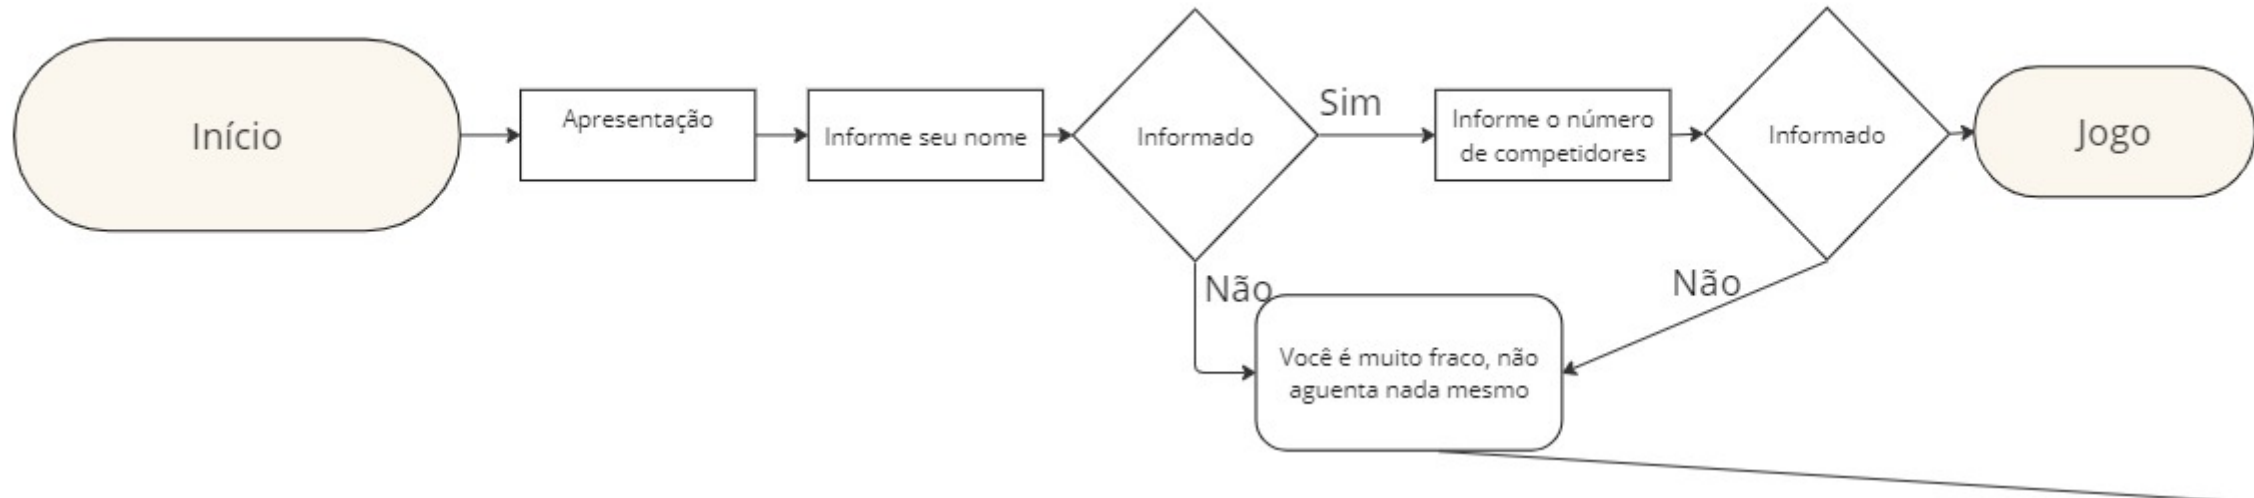 Início
Apresentação
Informe seu nome
Informado
Sim
Informe o número
de competidores
Informado
Jogo
Não
Não
Você é muito fraco, não
aguenta nada mesmo